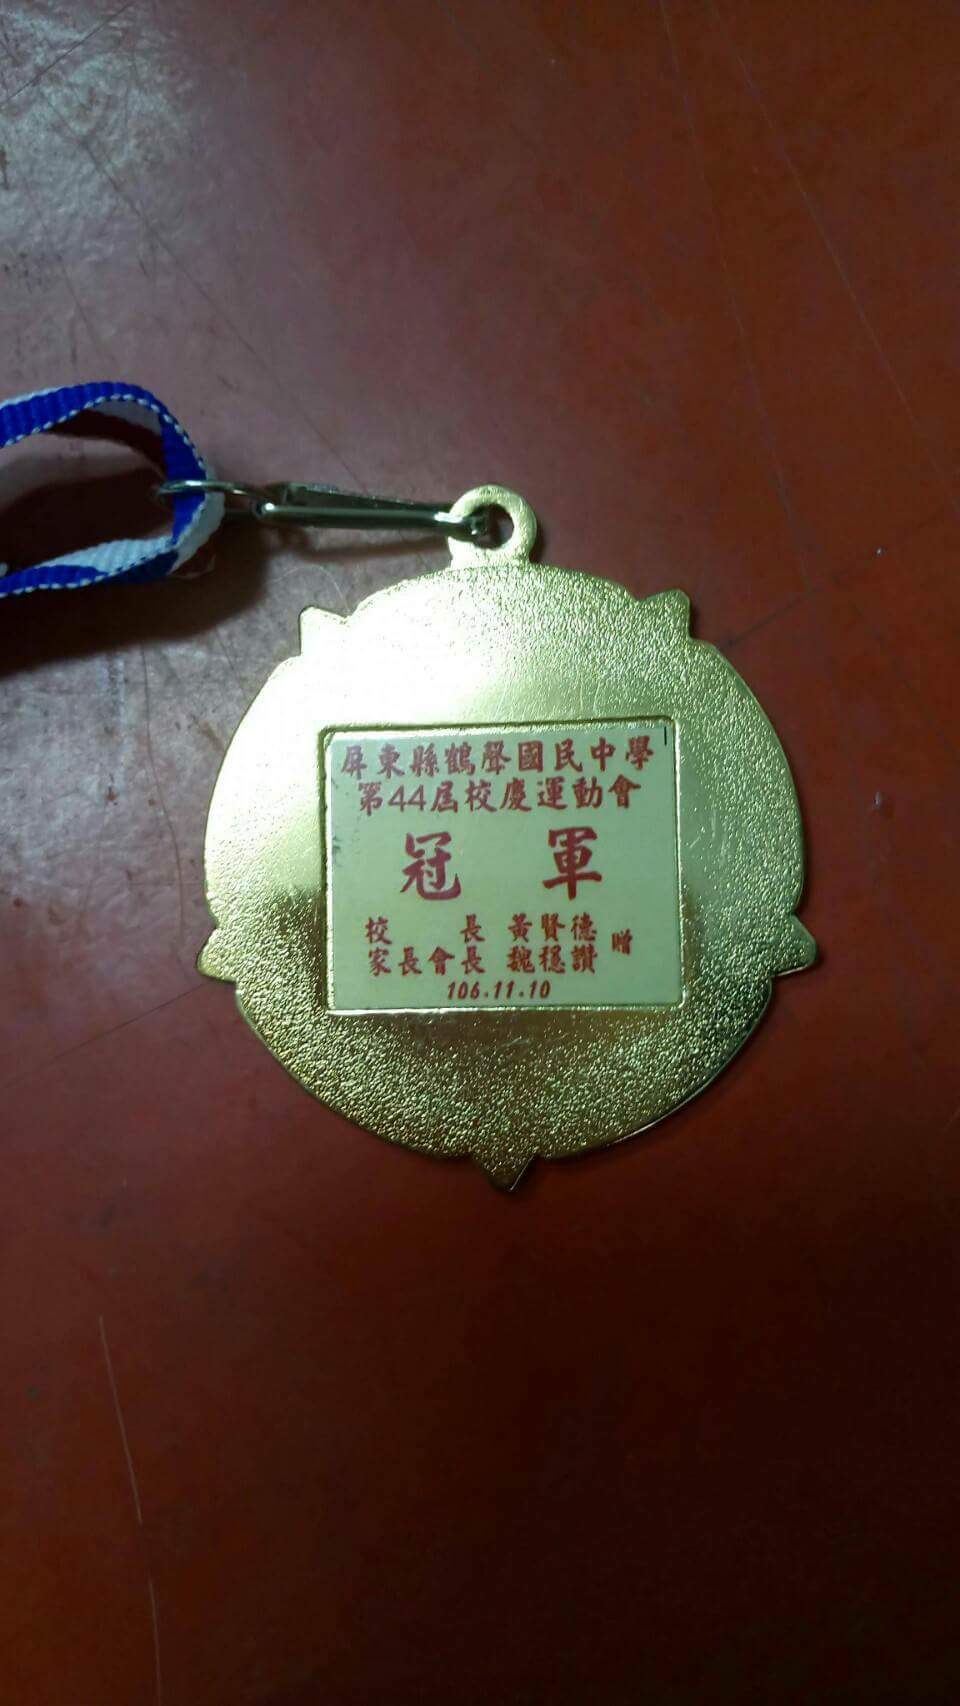 屏東縣鶴聲國民中學
第44屆校慶運動會
冠軍
校長 黃賢德
家長會長 魏穩讚 贈
106.11.10